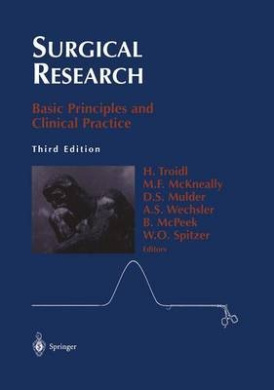 SURGICAL
RESEARCH
Basic Principles and
Clinical Practice
Third Edition
H. Troidl
M.F. McKneally
D.S. Mulder
A.S. Wechsler
B. McPeek
W.O. Spitzer
Editors
Springer